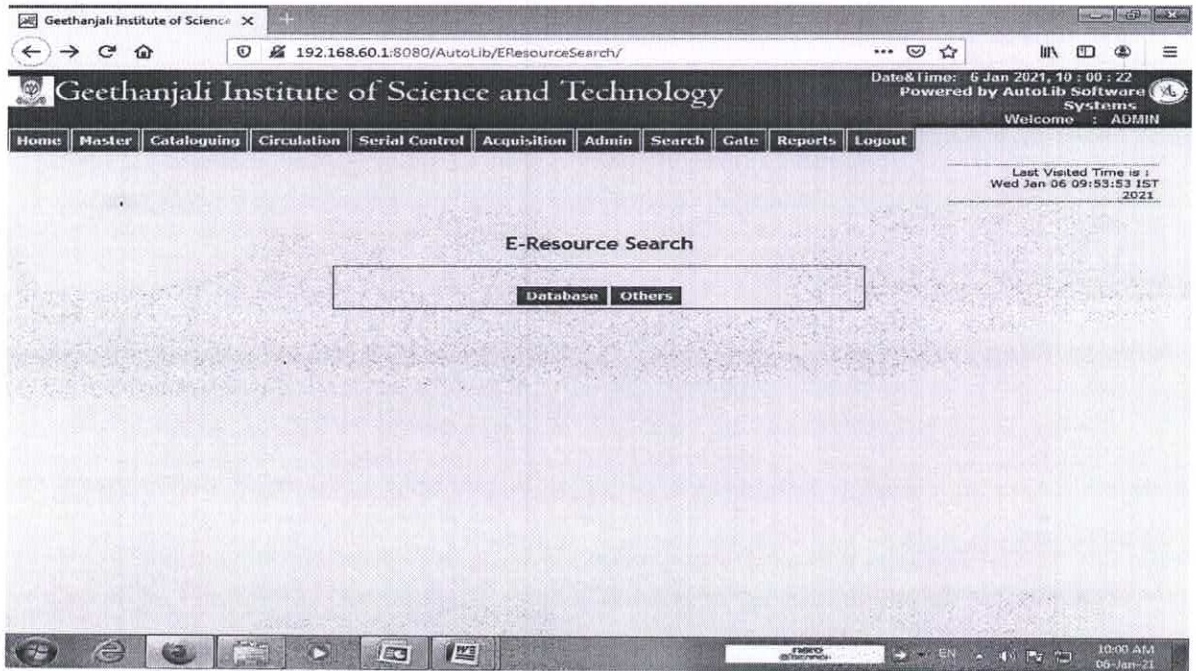 Geethanjali Institute of Science
192.168.60.1:8080/AutoLib/EResourceSearch/
Geethanjali Institute of Science and Technology
Date&Time: 6 Jan 2021, 10 : 00 : 22
Powered by AutoLib Software
Systems
Welcome : ADMIN
Home Master Cataloguing Circulation Serial Control Acquisition Admin Search Gate Reports Logout
Last Visited Time is :
Wed Jan 06 09:53:53 IST
2021
E-Resource Search
Database Others
EN
10:00 AM
06-Jan-21